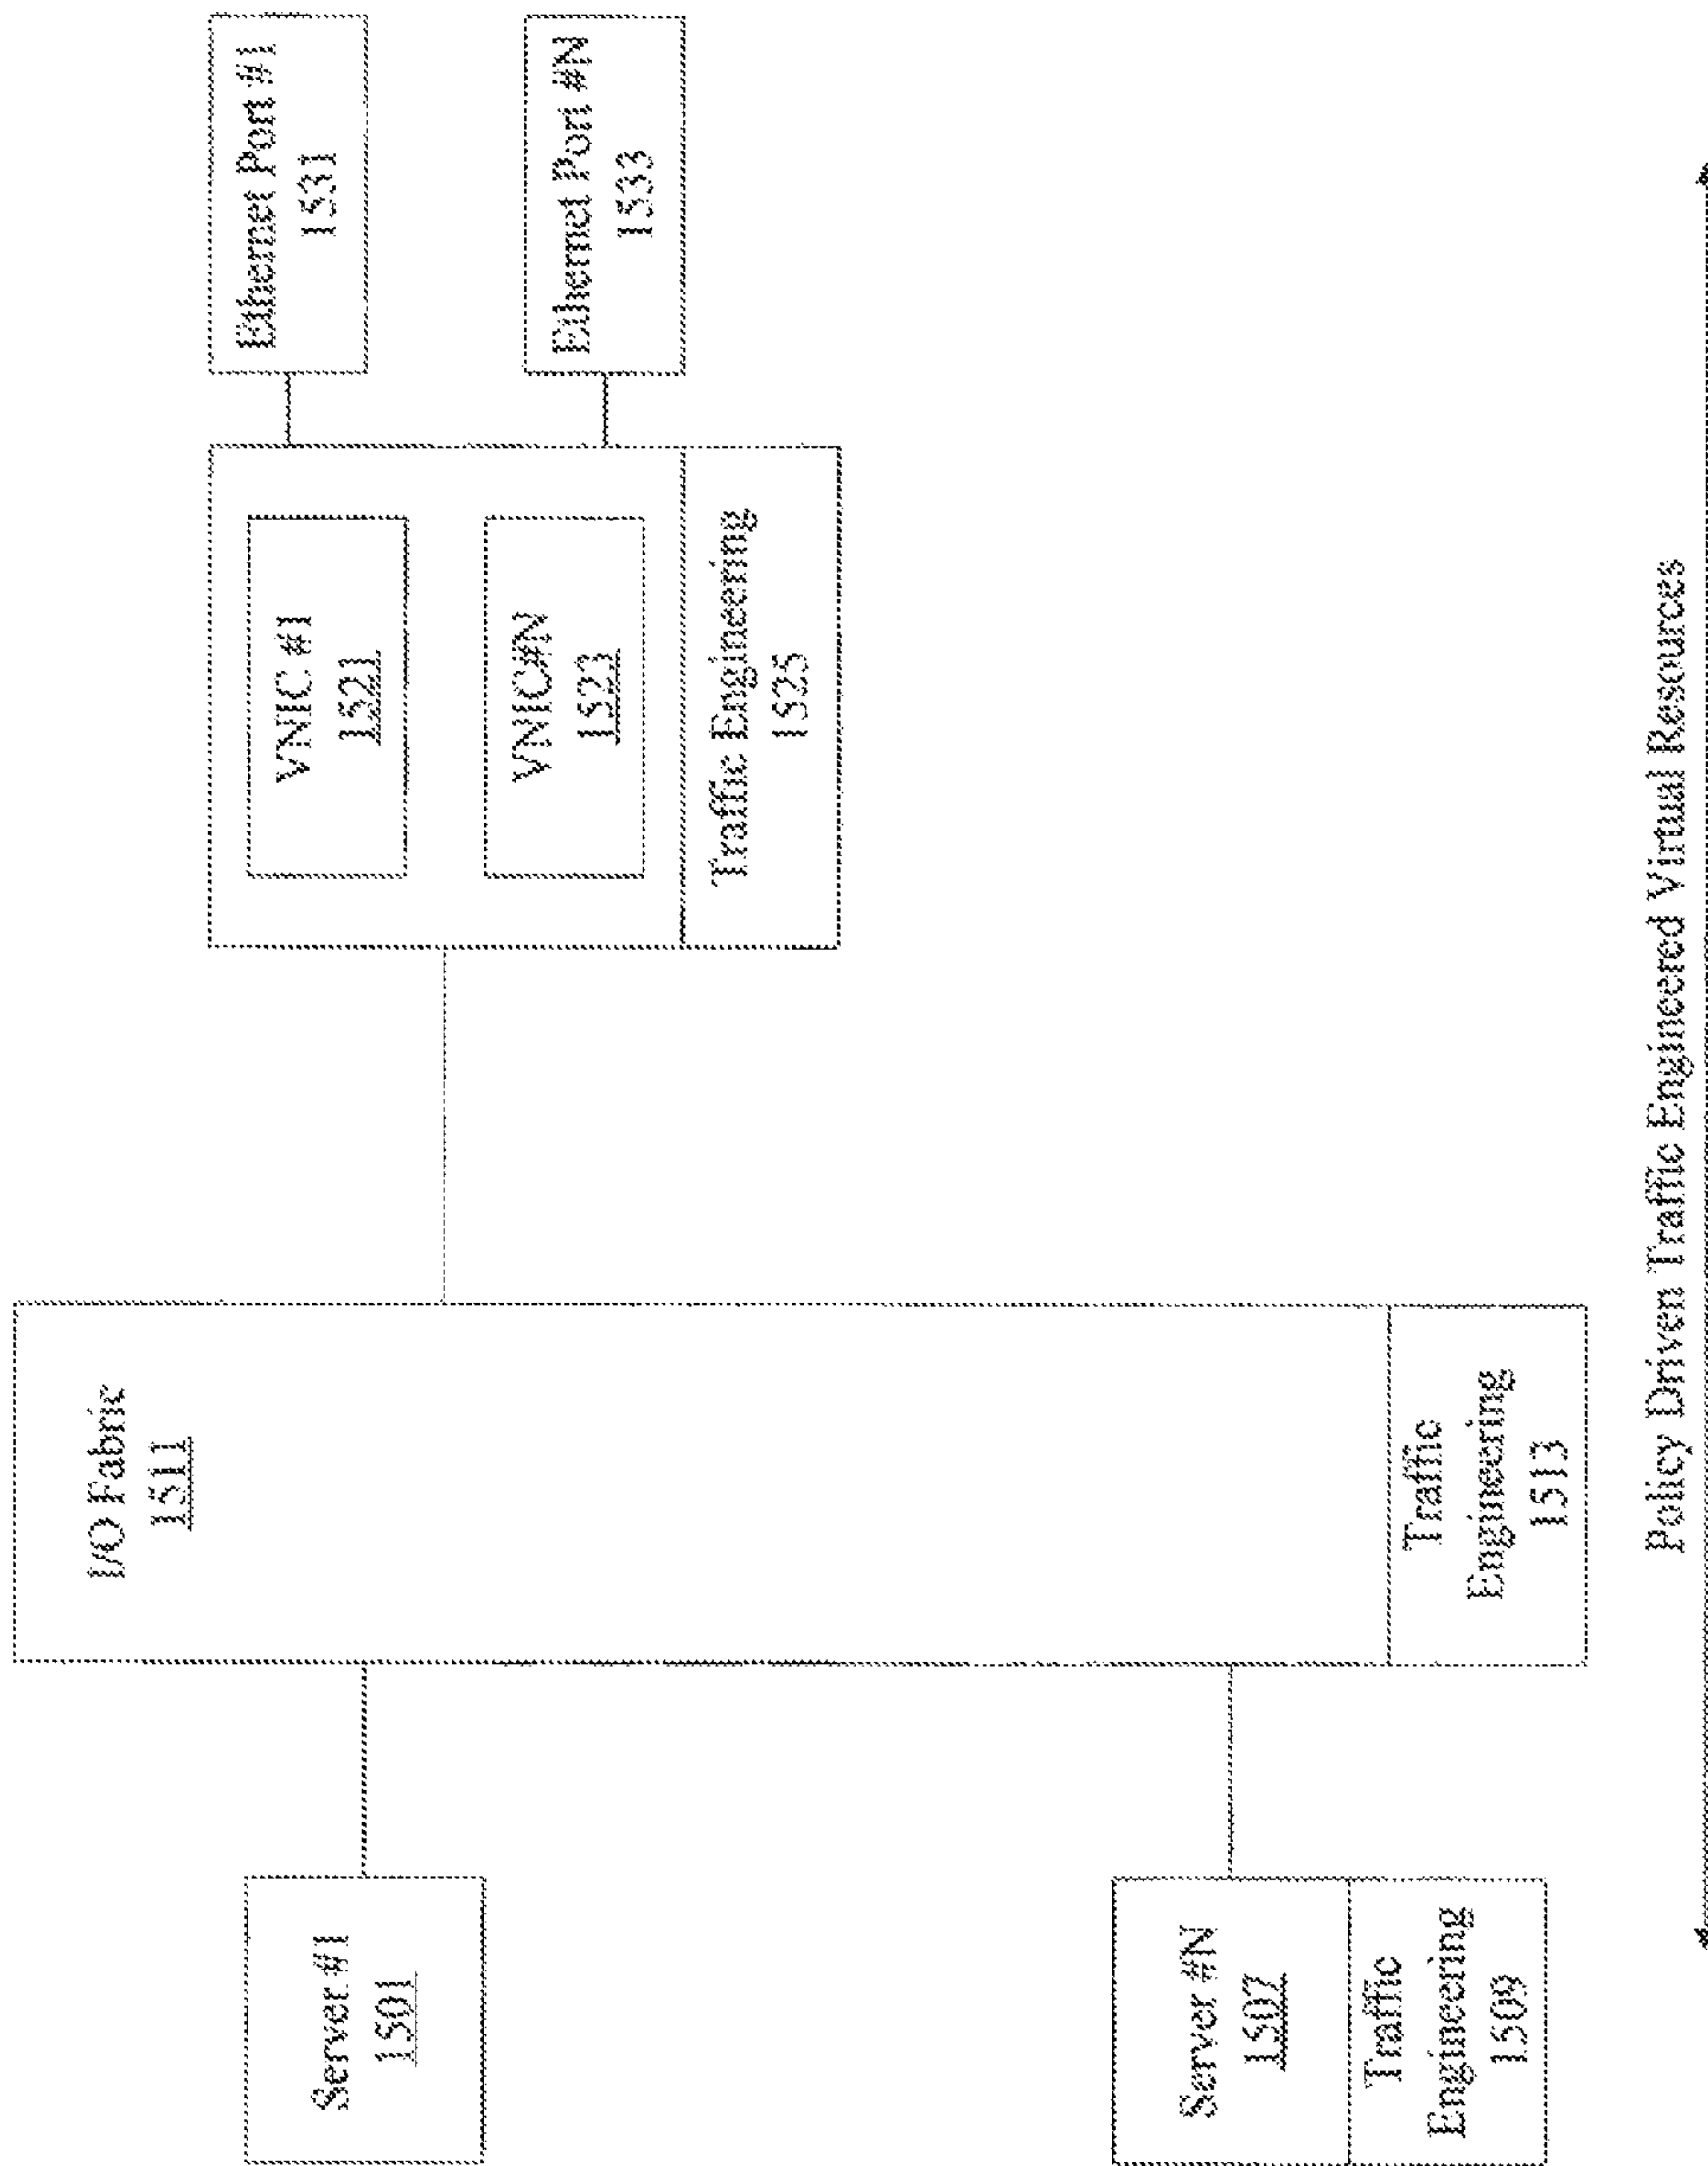 Server #1
1501
Server #N
1507
Traffic
Engineering
1509
I/O Fabric
1511
Traffic
Engineering
1513
VNIC #1
1521
VNIC#N
1523
Traffic Engineering
1525
Ethernet Port #1
1531
Ethernet Port #N
1533
Policy Driven Traffic Engineered Virtual Resources